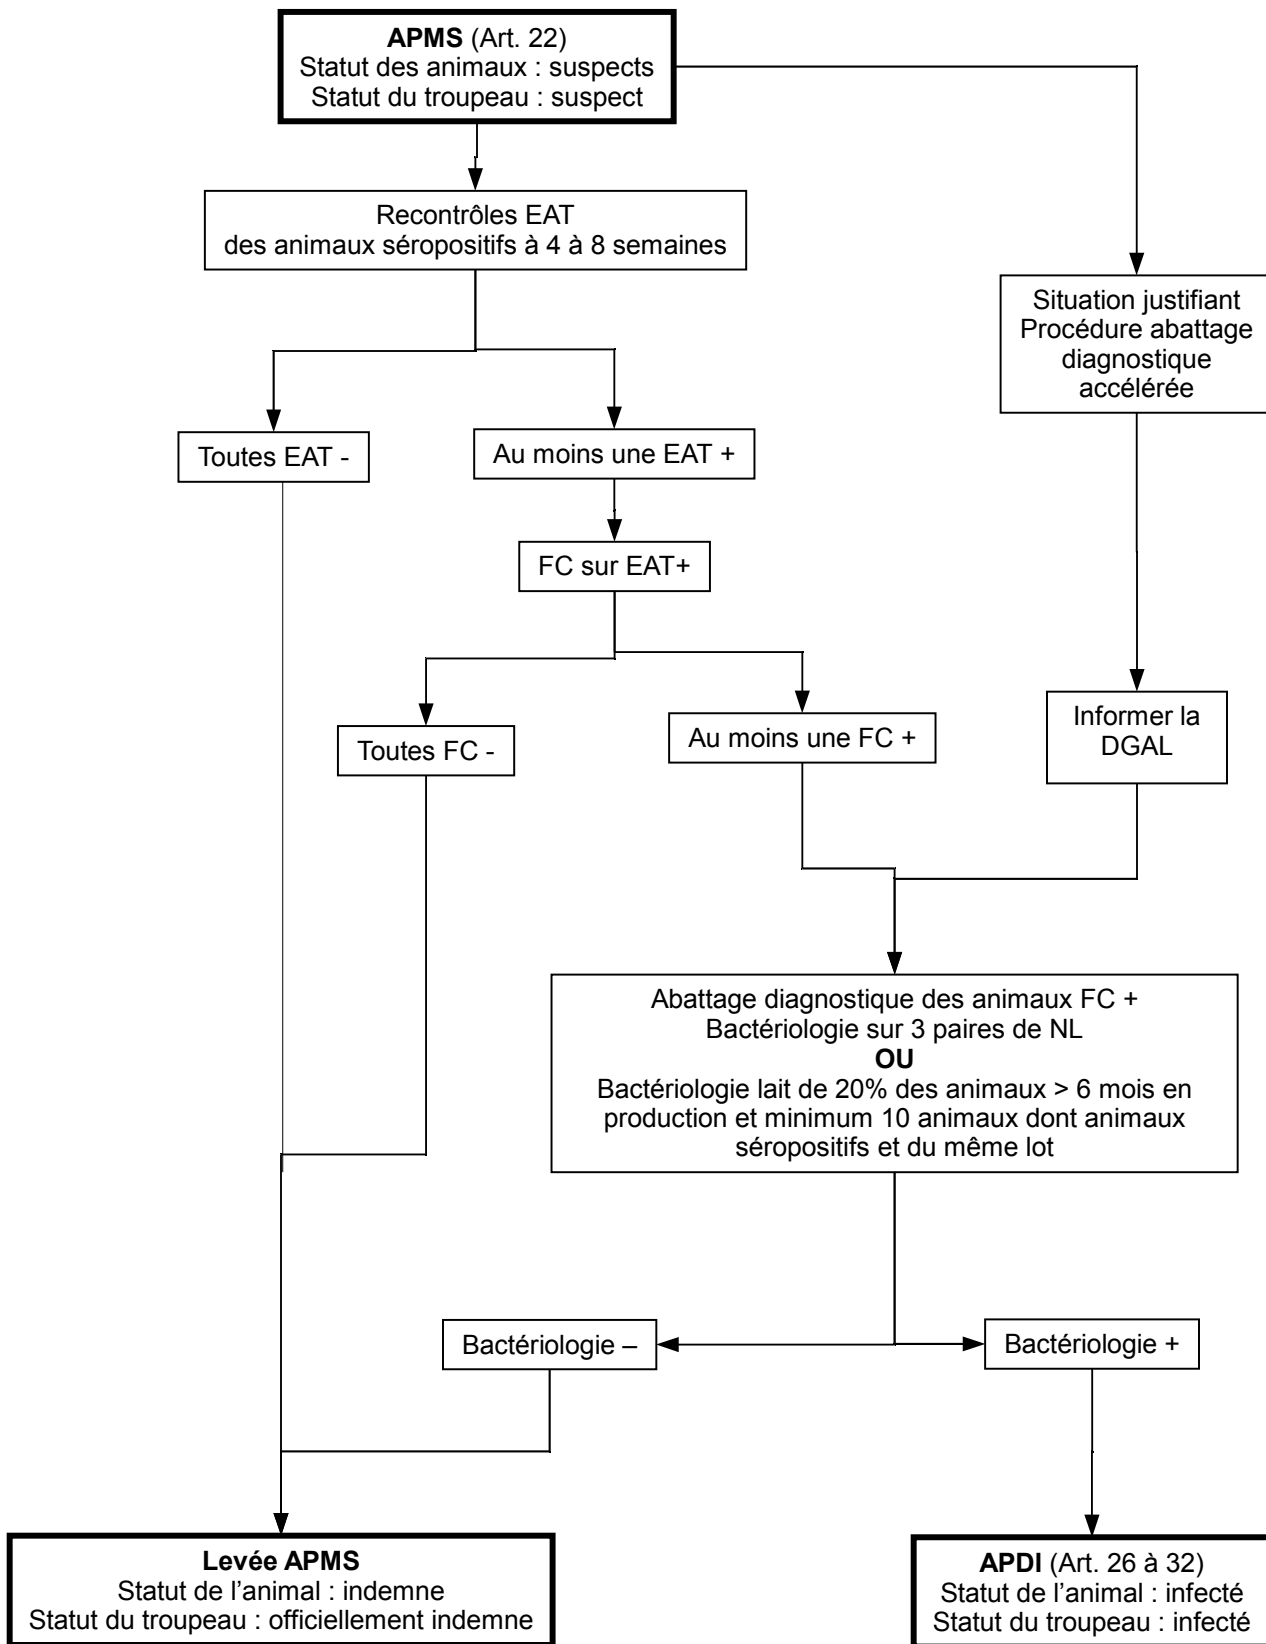 APMS (Art. 22)
Statut des animaux : suspects
Statut du troupeau : suspect
Recontrôles EAT
des animaux séropositifs à 4 à 8 semaines
Situation justifiant
Procédure abattage
diagnostique
accélérée
Toutes EAT -
Au moins une EAT +
FC sur EAT+
Toutes FC -
Au moins une FC +
Informer la
DGAL
Abattage diagnostique des animaux FC +
Bactériologie sur 3 paires de NL
OU
Bactériologie lait de 20% des animaux > 6 mois en
production et minimum 10 animaux dont animaux
séropositifs et du même lot
Bactériologie –
Bactériologie +
Levée APMS
Statut de l’animal : indemne
Statut du troupeau : officiellement indemne
APDI (Art. 26 à 32)
Statut de l’animal : infecté
Statut du troupeau : infecté